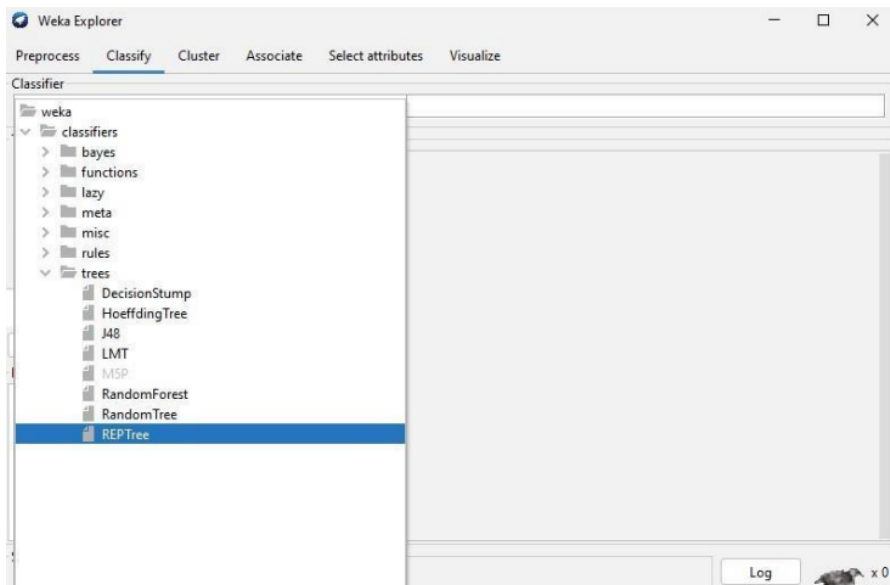 Weka Explorer
Preprocess Classify Cluster Associate Select attributes Visualize
Classifier
weka
classifiers
bayes
functions
lazy
meta
misc
rules
trees
DecisionStump
HoeffdingTree
J48
LMT
M5P
RandomForest
RandomTree
REPTree
Log x 0